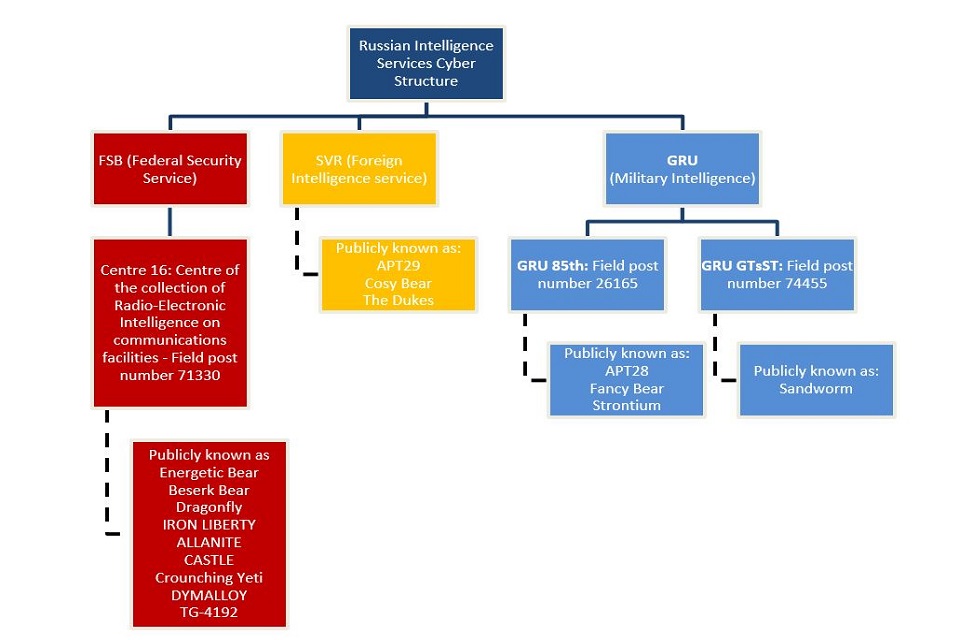 Russian Intelligence
Services Cyber
Structure
FSB (Federal Security
Service)
SVR (Foreign
Intelligence service)
GRU
(Military Intelligence)
Centre 16: Centre of
the collection of
Radio-Electronic
Intelligence on
communications
facilities - Field post
number 71330
Publicly known as:
APT29
Cosy Bear
The Dukes
GRU 85th: Field post
number 26165
GRU GTsST: Field post
number 74455
Publicly known as:
APT28
Fancy Bear
Strontium
Publicly known as:
Sandworm
Publicly known as
Energetic Bear
Beserk Bear
Dragonfly
IRON LIBERTY
ALLANITE
CASTLE
Crounching Yeti
DYMALLOY
TG-4192